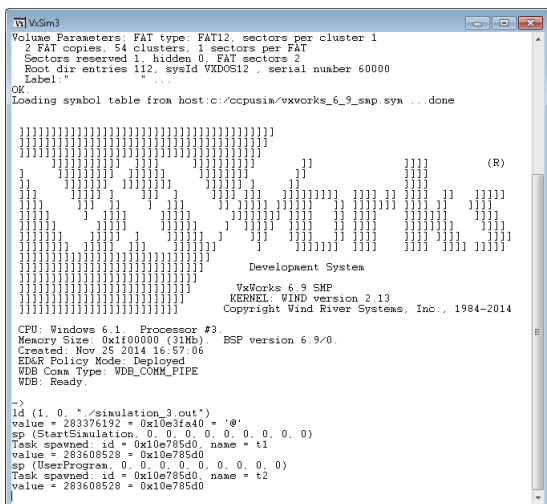 VxSim3
Volume Parameters: FAT type: FAT12, sectors per cluster 1
2 FAT copies, 54 clusters, 1 sectors per FAT
Sectors reserved 1, hidden 0, FAT sectors 2
Root dir entries 112, sysId VXDOS12 , serial number 60000
Label:"           " ...
OK.
Loading symbol table from host:c:/ccpusim/vxworks_6_9_smp.sym ...done
VxWorks (R)
Development System
VxWorks 6.9 SMP
KERNEL: WIND version 2.13
Copyright Wind River Systems, Inc., 1984-2014
CPU: Windows 6.1.  Processor #3.
Memory Size: 0x1f00000 (31Mb).  BSP version 6.9/0.
Created: Nov 25 2014 16:57:06
ED&R Policy Mode: Deployed
WDB Comm Type: WDB_COMM_PIPE
WDB: Ready.
->
ld (1, 0, "./simulation_3.out")
value = 283376192 = 0x10e3fa40 = '@'
sp (StartSimulation, 0, 0, 0, 0, 0, 0, 0, 0, 0)
Task spawned: id = 0x10e785d0, name = t1
value = 283608528 = 0x10e785d0
sp (UserProgram, 0, 0, 0, 0, 0, 0, 0, 0, 0)
Task spawned: id = 0x10e785d0, name = t2
value = 283608528 = 0x10e785d0